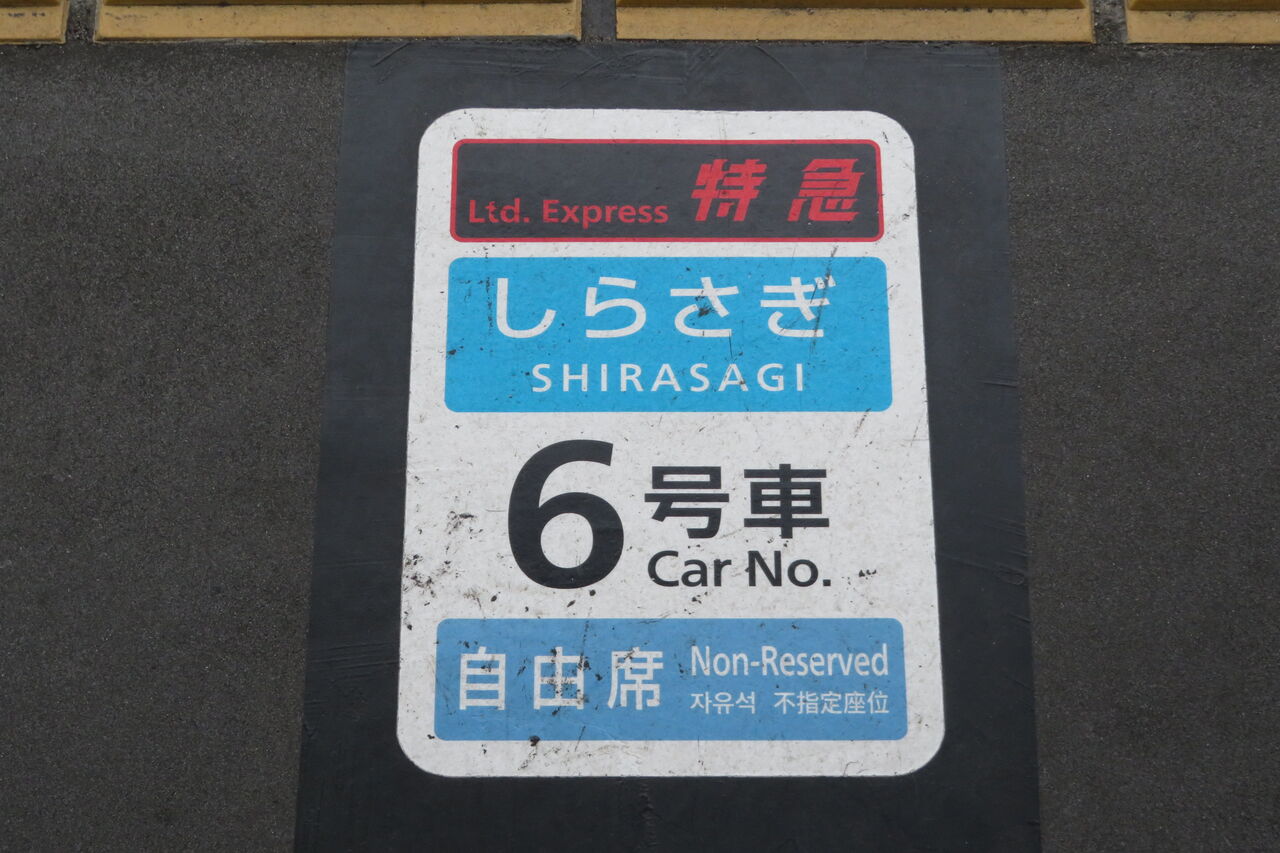 Ltd. Express 特急
しらさぎ
SHIRASAGI
6号車
Car No.
自由席 Non-Reserved
자유석 不指定座位